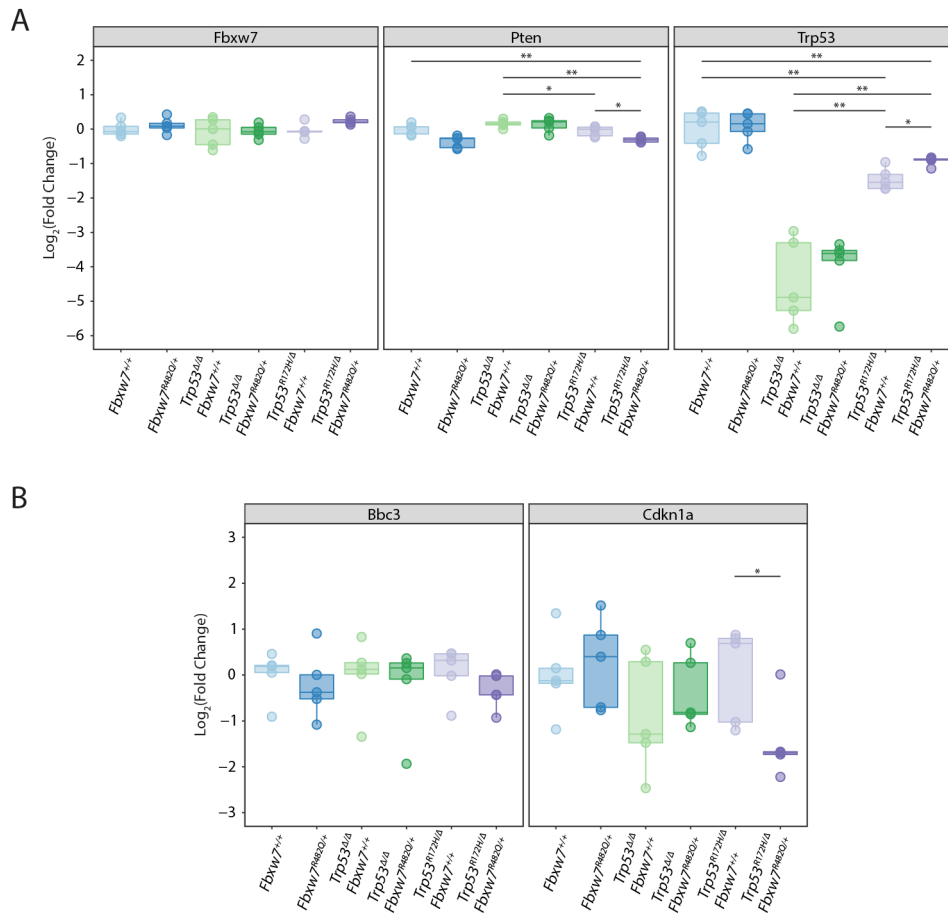 A
Fbxw7
Pten
Trp53
Log2(Fold Change)
2
1
0
−1
−2
−3
−4
−5
−6
**
**
*
*
**
**
**
**
*
Fbxw7+/+
Fbxw7R482Q/+
Trp53Δ/Δ
Fbxw7+/+
Trp53Δ/Δ
Fbxw7R482Q/+
Trp53R172H/Δ
Fbxw7+/+
Trp53R172H/Δ
Fbxw7R482Q/+
Fbxw7+/+
Fbxw7R482Q/+
Trp53Δ/Δ
Fbxw7+/+
Trp53Δ/Δ
Fbxw7R482Q/+
Trp53R172H/Δ
Fbxw7+/+
Trp53R172H/Δ
Fbxw7R482Q/+
Fbxw7+/+
Fbxw7R482Q/+
Trp53Δ/Δ
Fbxw7+/+
Trp53Δ/Δ
Fbxw7R482Q/+
Trp53R172H/Δ
Fbxw7+/+
Trp53R172H/Δ
Fbxw7R482Q/+
B
Bbc3
Cdkn1a
Log2(Fold Change)
3
2
1
0
−1
−2
−3
*
Fbxw7+/+
Fbxw7R482Q/+
Trp53Δ/Δ
Fbxw7+/+
Trp53Δ/Δ
Fbxw7R482Q/+
Trp53R172H/Δ
Fbxw7+/+
Trp53R172H/Δ
Fbxw7R482Q/+
Fbxw7+/+
Fbxw7R482Q/+
Trp53Δ/Δ
Fbxw7+/+
Trp53Δ/Δ
Fbxw7R482Q/+
Trp53R172H/Δ
Fbxw7+/+
Trp53R172H/Δ
Fbxw7R482Q/+